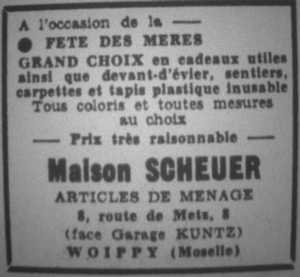 A l'occasion de la —
● FETE DES MERES
GRAND CHOIX en cadeaux utiles
ainsi que devant-d'évier, sentiers,
carpettes et tapis plastique inusable
Tous coloris et toutes mesures
au choix
— Prix très raisonnable —
Maison SCHEUER
ARTICLES DE MENAGE
8, route de Metz, 8
(face Garage KUNTZ)
WOIPPY (Moselle)